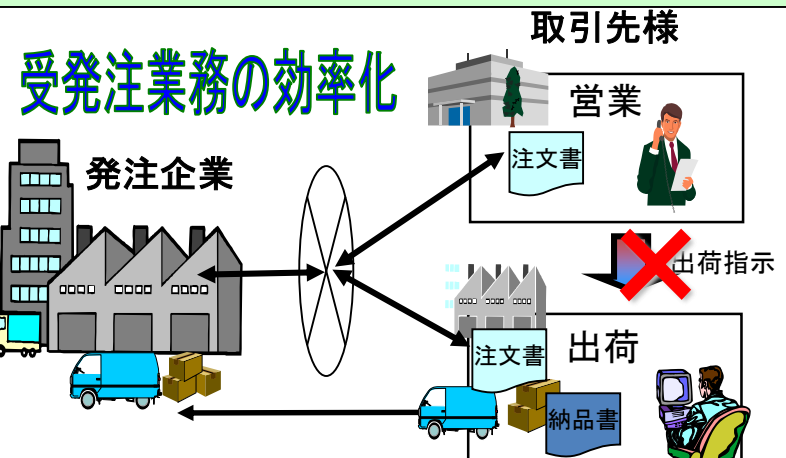 取引先様
受発注業務の効率化
営業
注文書
発注企業
出荷指示
注文書
出荷
納品書